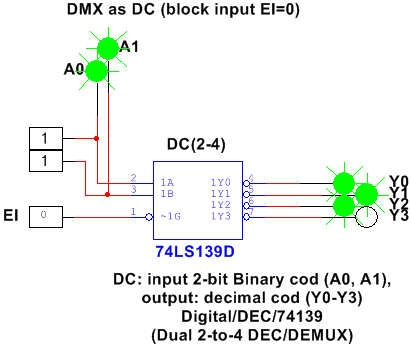 DMX as DC (block input EI=0)
A1
A0
1
1
DC(2-4)
2 1A 1Y0 4 Y0
3 1B 1Y1 5 Y1
1Y2 6 Y2
EI 0 1 ~1G 1Y3 7 Y3
74LS139D
DC: input 2-bit Binary cod (A0, A1),
output: decimal cod (Y0-Y3)
Digital/DEC/74139
(Dual 2-to-4 DEC/DEMUX)